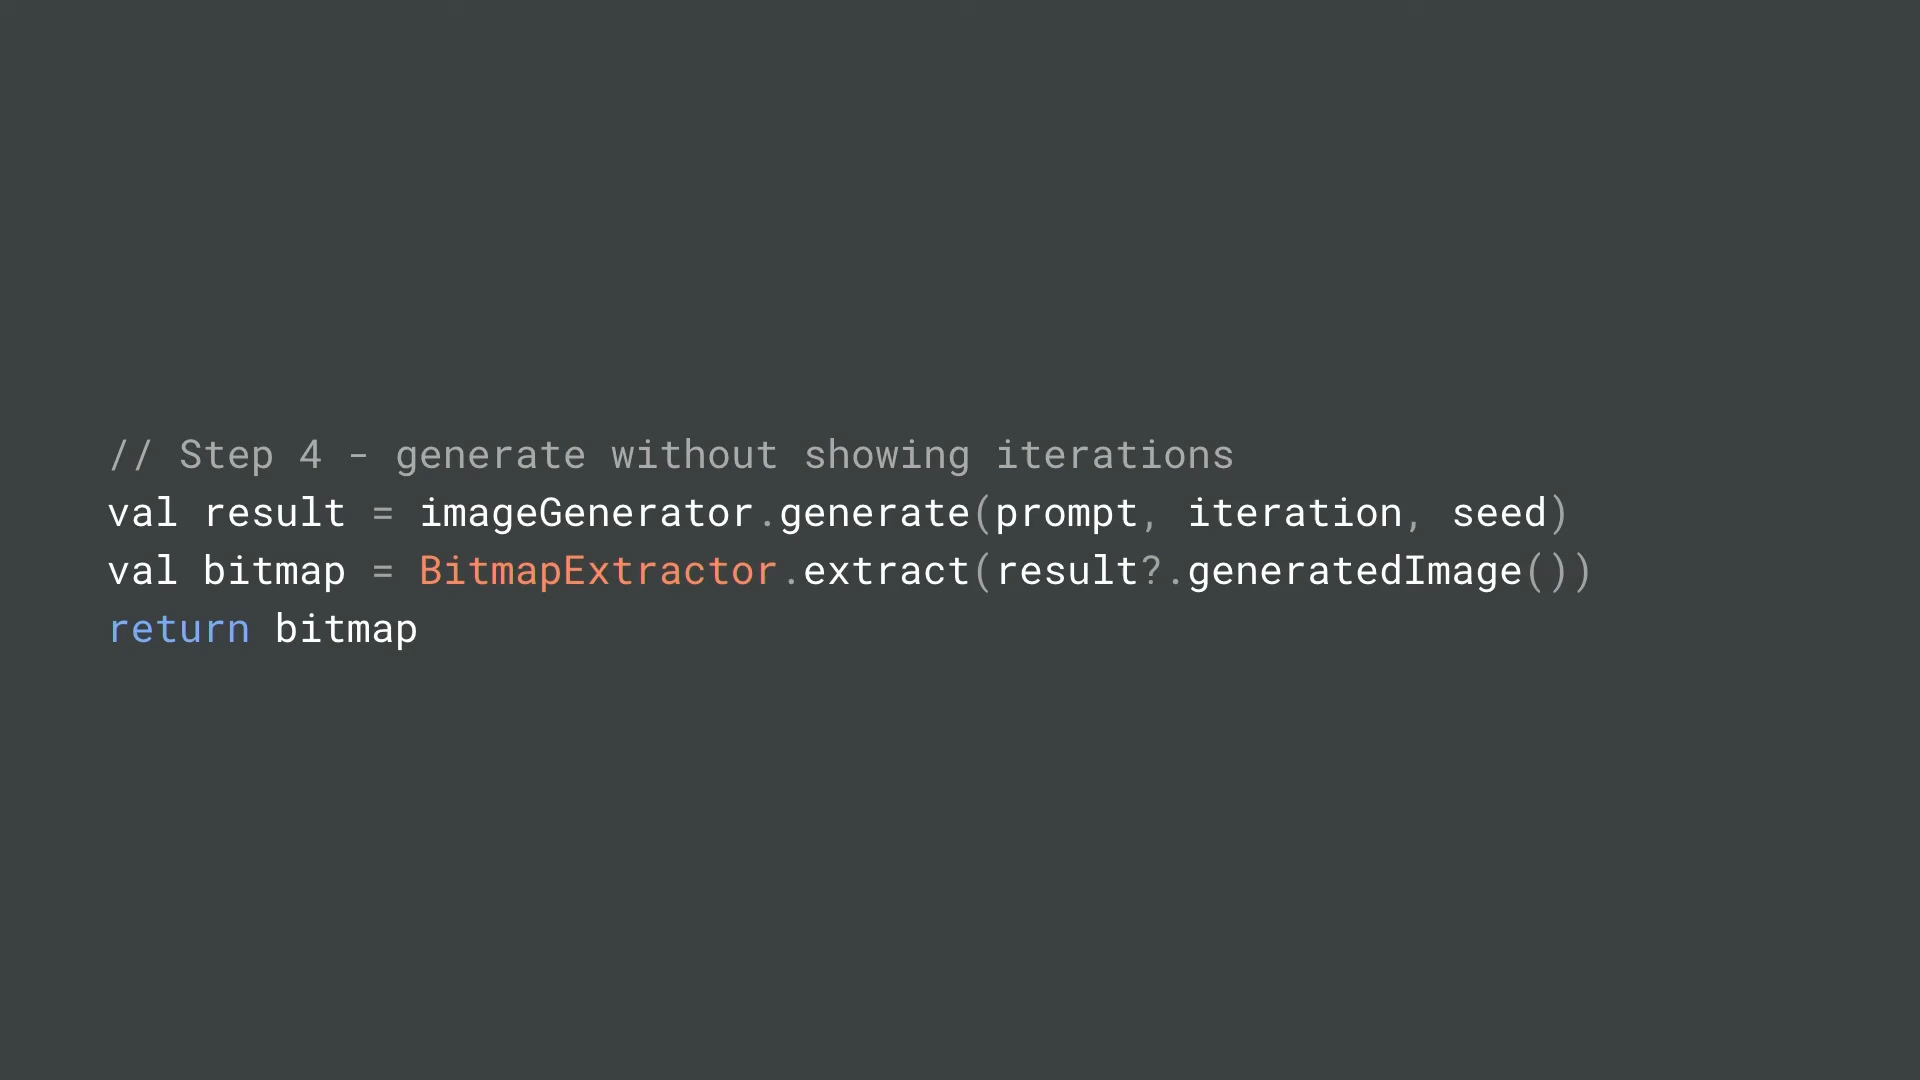 // Step 4 - generate without showing iterations
val result = imageGenerator.generate(prompt, iteration, seed)
val bitmap = BitmapExtractor.extract(result?.generatedImage())
return bitmap